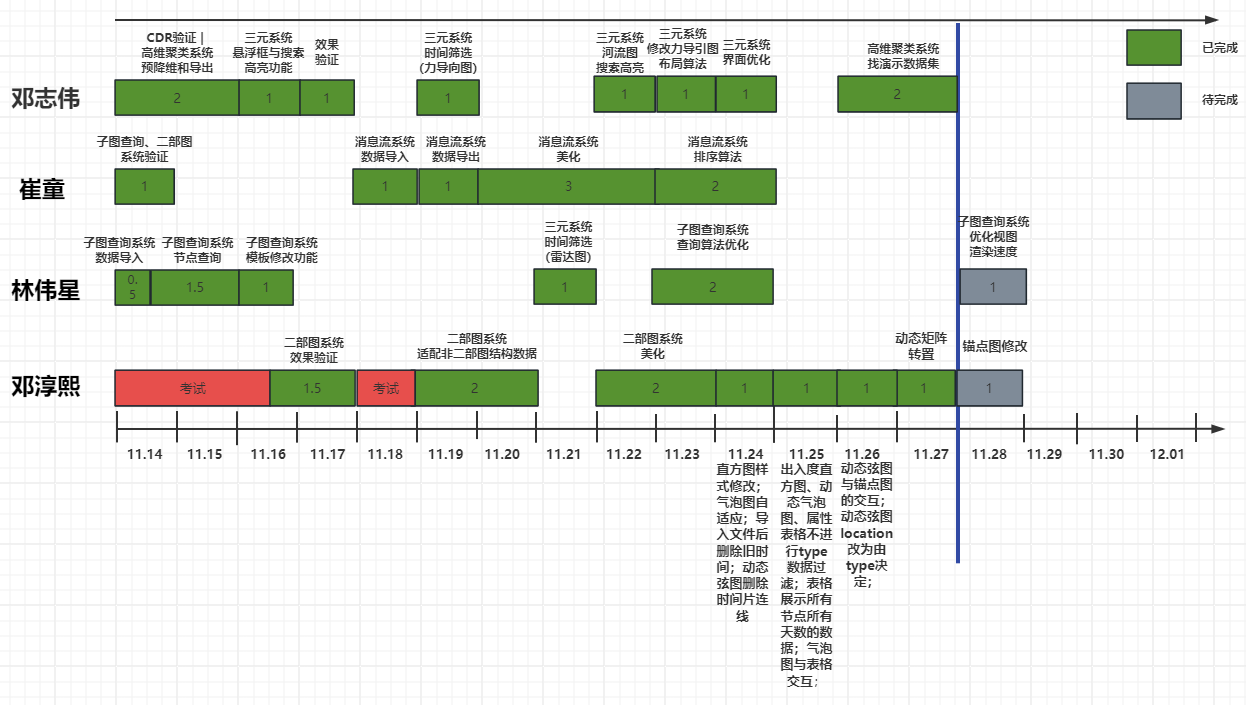 CDR验证 |
高维聚类系统
预降维和导出
三元系统
悬浮框与搜索
高亮功能
效果
验证
三元系统
时间筛选
(力导向图)
三元系统
河流图
搜索高亮
三元系统
修改力导引图
布局算法
三元系统
界面优化
高维聚类系统
找演示数据集
已完成
待完成
邓志伟
2
1
1
1
1
1
1
2
子图查询、二部图
系统验证
消息流系统
数据导入
消息流系统
数据导出
消息流系统
美化
消息流系统
排序算法
崔童
1
1
1
3
2
子图查询系统
数据导入
子图查询系统
节点查询
子图查询系统
模板修改功能
三元系统
时间筛选
(雷达图)
子图查询系统
查询算法优化
子图查询系统
优化视图
渲染速度
林伟星
0.
5
1.5
1
1
2
1
二部图系统
效果验证
二部图系统
适配非二部图结构数据
二部图系统
美化
动态矩阵
转置
锚点图修改
邓淳熙
考试
1.5
考试
2
2
1
1
1
1
1
11.14
11.15
11.16
11.17
11.18
11.19
11.20
11.21
11.22
11.23
11.24
11.25
11.26
11.27
11.28
11.29
11.30
12.01
直方图样
式修改；
气泡图自
适应；导
入文件后
删除旧时
间；动态
弦图删除
时间片连
线
出入度直
方图、动
态气泡
图、属性
表格不进
行type
数据过
滤；表格
展示所有
节点所有
天数的数
据；气泡
图与表格
交互；
动态弦图
与锚点图
的交互；
动态弦图
location
改为由
type决
定；